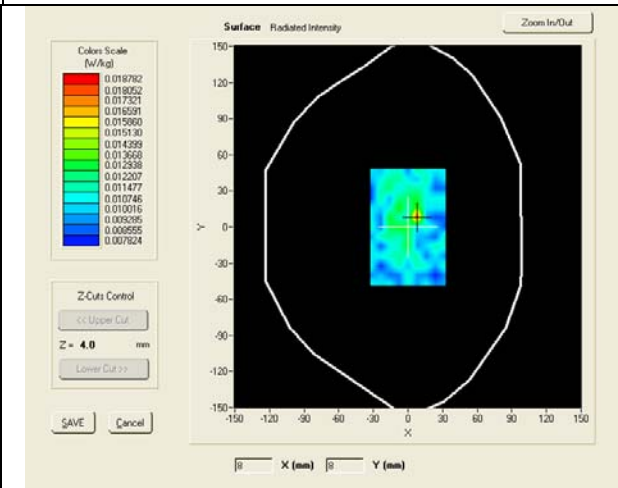 Surface Radiated Intensity
Zoom In/Out
Colors Scale
(W/kg)
0.018782
0.018052
0.017321
0.016591
0.015860
0.015130
0.014399
0.013668
0.012938
0.012207
0.011477
0.010746
0.010016
0.009285
0.008555
0.007824
Z-Cuts Control
<< Upper Cut
Z = 4.0 mm
Lower Cut >>
SAVE Cancel
150
120
90
60
30
0
-30
-60
-90
-120
-150
Y
-150 -120 -90 -60 -30 0 30 60 90 120 150
X
8 X (mm) 8 Y (mm)